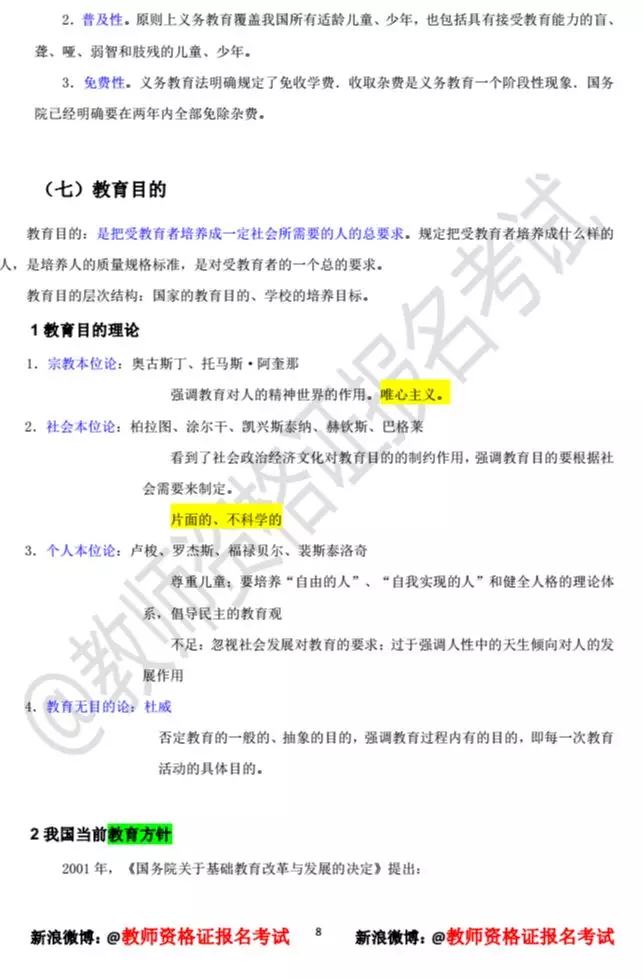 2．普及性。原则上义务教育覆盖我国所有适龄儿童、少年，也包括具有接受教育能力的盲、
聋、哑、弱智和肢残的儿童、少年。
3．免费性。义务教育法明确规定了免收学费．收取杂费是义务教育一个阶段性现象．国务
院已经明确要在两年内全部免除杂费。
（七）教育目的
教育目的：是把受教育者培养成一定社会所需要的人的总要求。规定把受教育者培养成什么样的
人，是培养人的质量规格标准，是对受教育者的一个总的要求。
教育目的层次结构：国家的教育目的、学校的培养目标。
1 教育目的理论
1．宗教本位论：奥古斯丁、托马斯·阿奎那
强调教育对人的精神世界的作用。唯心主义。
2．社会本位论：柏拉图、涂尔干、凯兴斯泰纳、赫钦斯、巴格莱
看到了社会政治经济文化对教育目的的制约作用，强调教育目的要根据社
会需要来制定。
片面的、不科学的
3．个人本位论：卢梭、罗杰斯、福禄贝尔、裴斯泰洛奇
尊重儿童；要培养“自由的人”、“自我实现的人”和健全人格的理论体
系，倡导民主的教育观
不足：忽视社会发展对教育的要求；过于强调人性中的天生倾向对人的发
展作用
4．教育无目的论：杜威
否定教育的一般的、抽象的目的，强调教育过程内有的目的，即每一次教育
活动的具体目的。
2 我国当前教育方针
2001 年，《国务院关于基础教育改革与发展的决定》提出：
新浪微博：@教师资格证报名考试 8 新浪微博：@教师资格证报名考试
@教师资格证报名考试